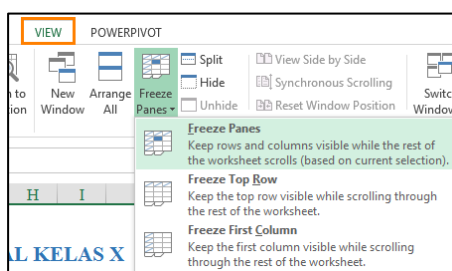 VIEW POWERPIVOT
to New Arrange Freeze Split View Side by Side
Window All Panes Hide Synchronous Scrolling Switc
Unhide Reset Window Position Window
Freeze Panes
Keep rows and columns visible while the rest of
the worksheet scrolls (based on current selection).
Freeze Top Row
Keep the top row visible while scrolling through
the rest of the worksheet.
Freeze First Column
Keep the first column visible while scrolling
through the rest of the worksheet.
H I
AL KELAS X